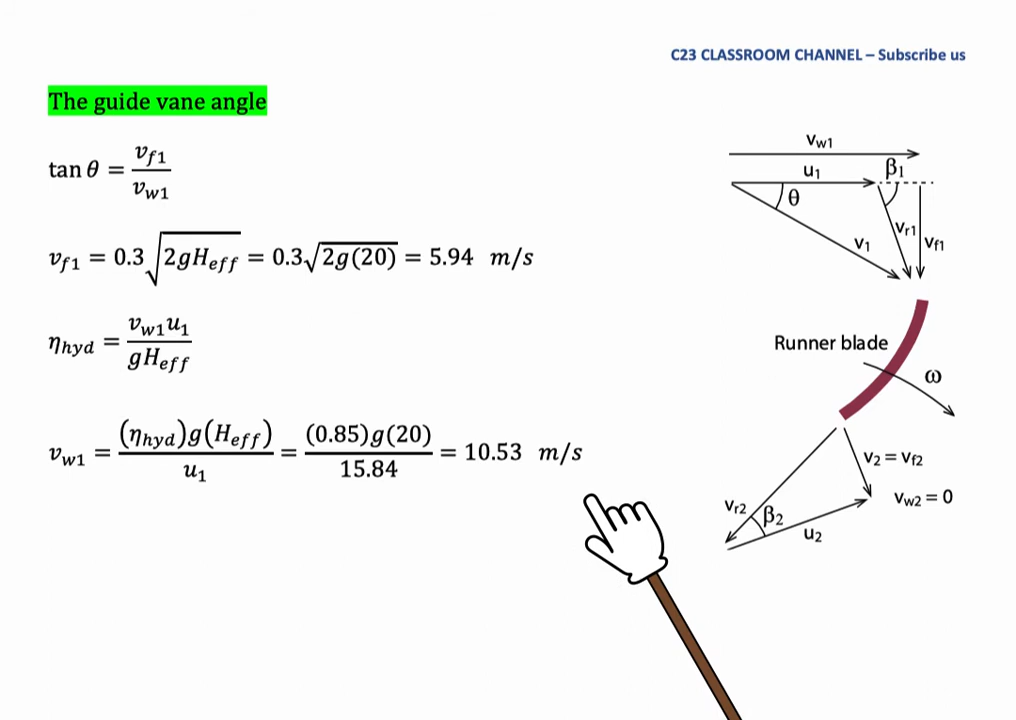 C23 CLASSROOM CHANNEL – Subscribe us
The guide vane angle
tan θ = v_f1 / v_w1
v_f1 = 0.3√(2gH_eff) = 0.3√(2g(20)) = 5.94 m/s
η_hyd = v_w1 u_1 / gH_eff
v_w1 = (η_hyd)g(H_eff) / u_1 = (0.85)g(20) / 15.84 = 10.53 m/s
v_w1
u_1 β_1
θ
v_r1
v_1 v_f1
Runner blade
ω
v_2 = v_f2
v_w2 = 0
v_r2 β_2
u_2